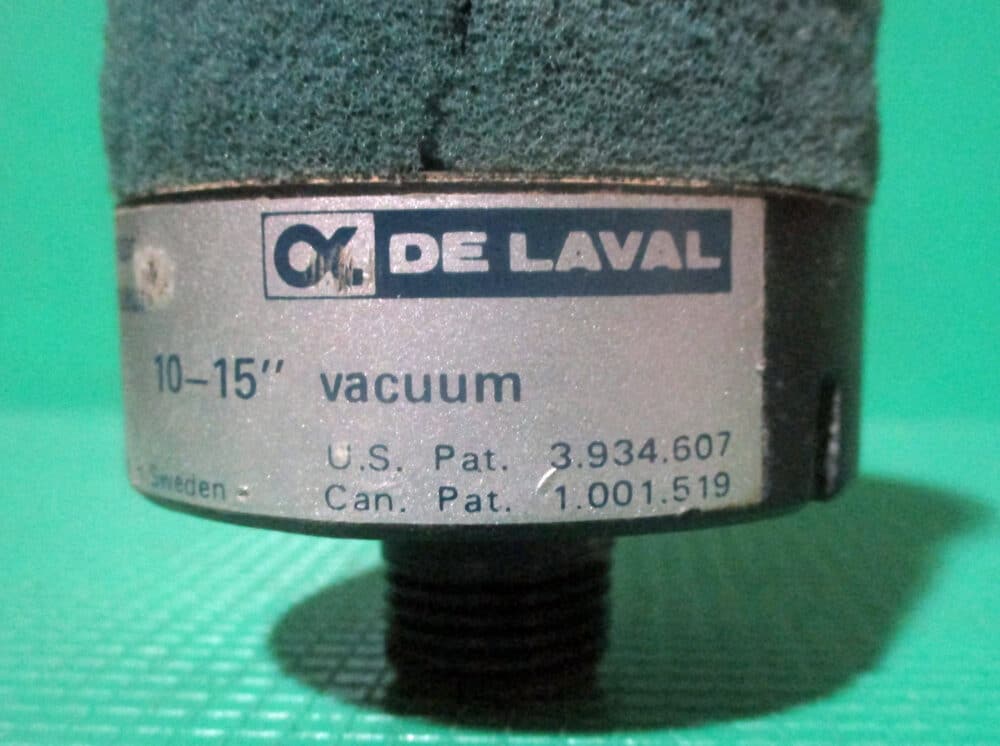 α. DE LAVAL
10–15″ vacuum
U.S. Pat. 3.934.607
Sweden Can. Pat. 1.001.519